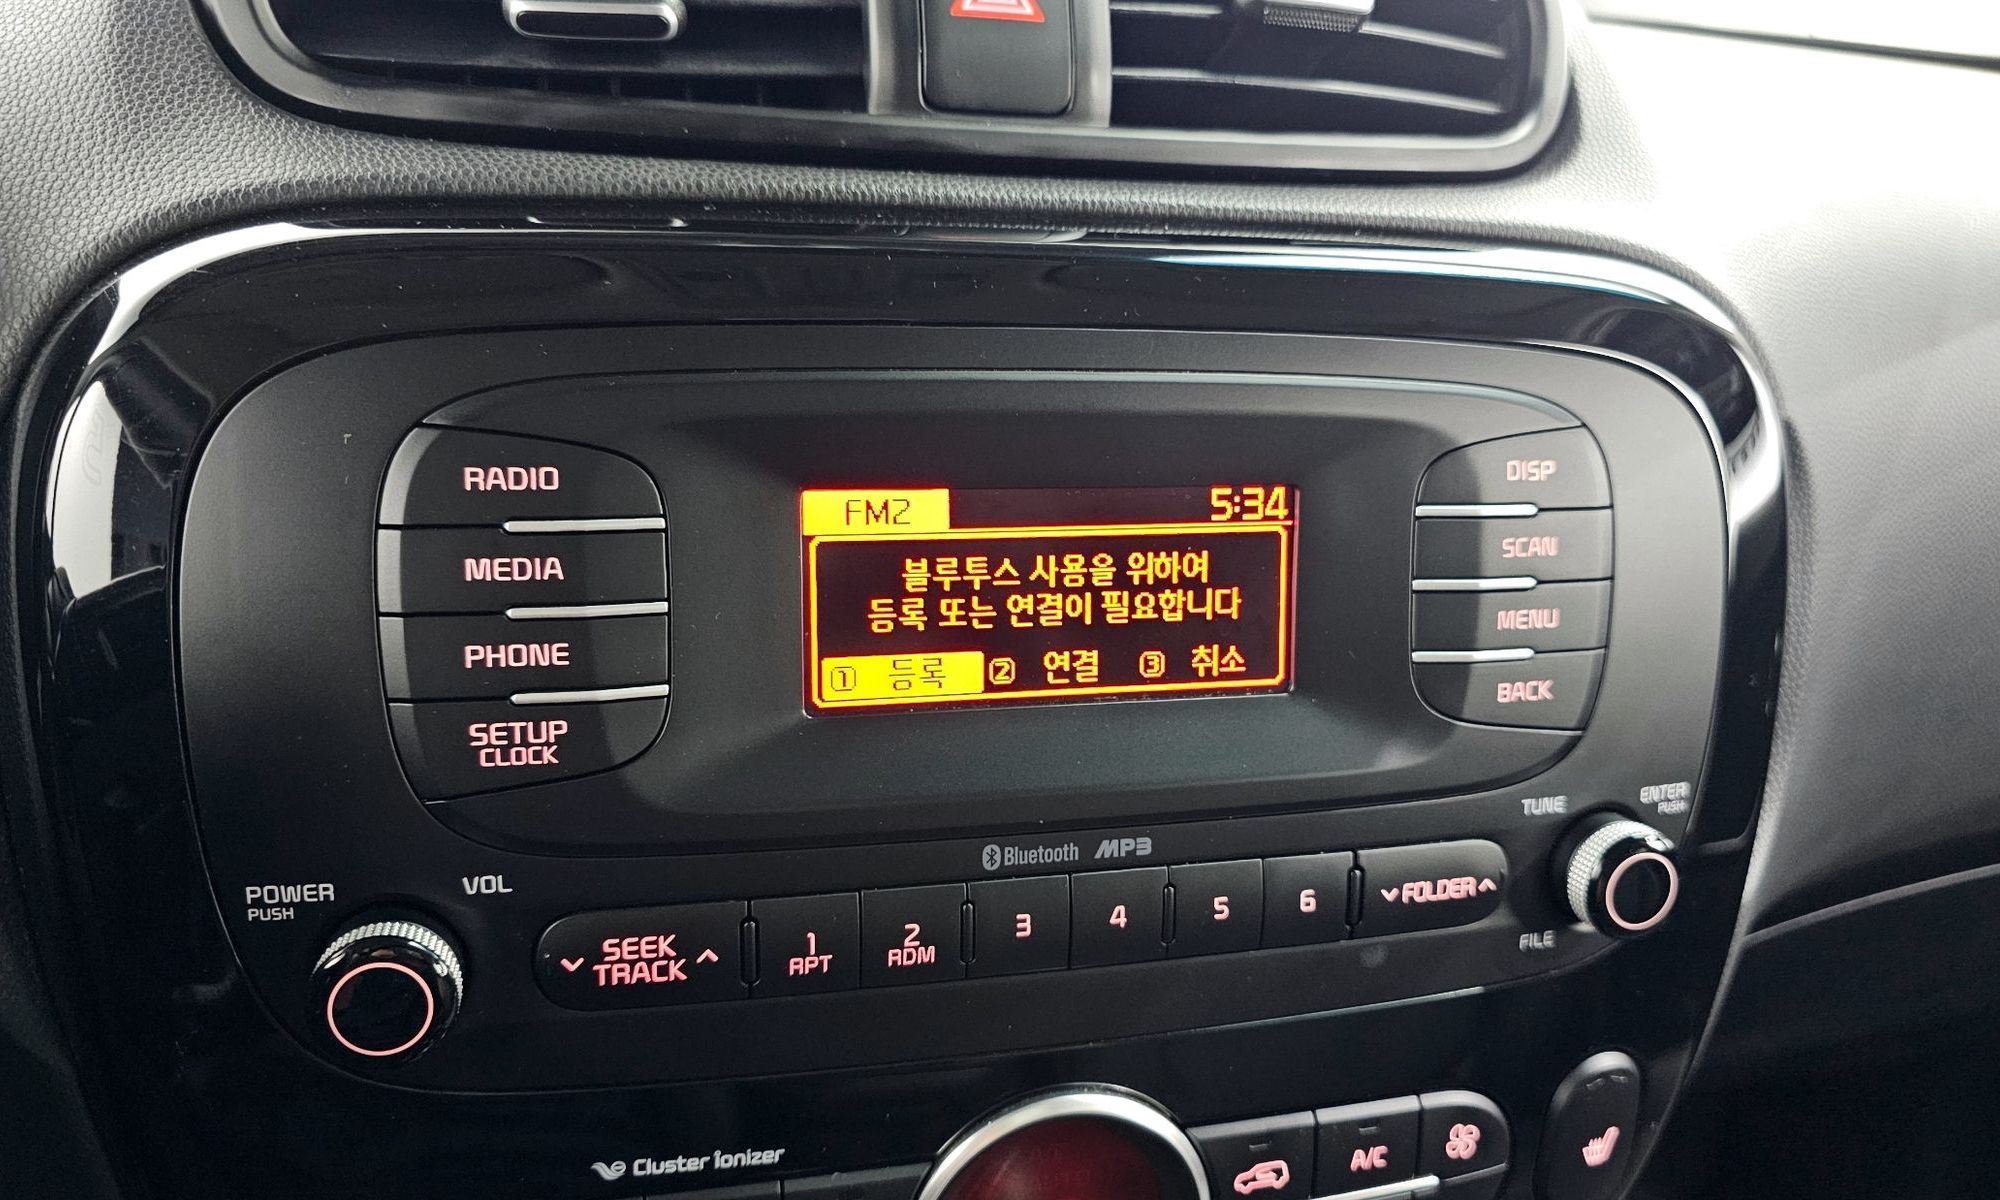 RADIO
MEDIA
PHONE
SETUP
CLOCK
FM2 5:34
블루투스 사용을 위하여
등록 또는 연결이 필요합니다
① 등록 ② 연결 ③ 취소
DISP
SCAN
MENU
BACK
Bluetooth MP3
POWER
PUSH
VOL
SEEK
TRACK
1
RPT
2
RDM
3
4
5
6
FOLDER
TUNE
ENTER
PUSH
FILE
Cluster ionizer
A/C